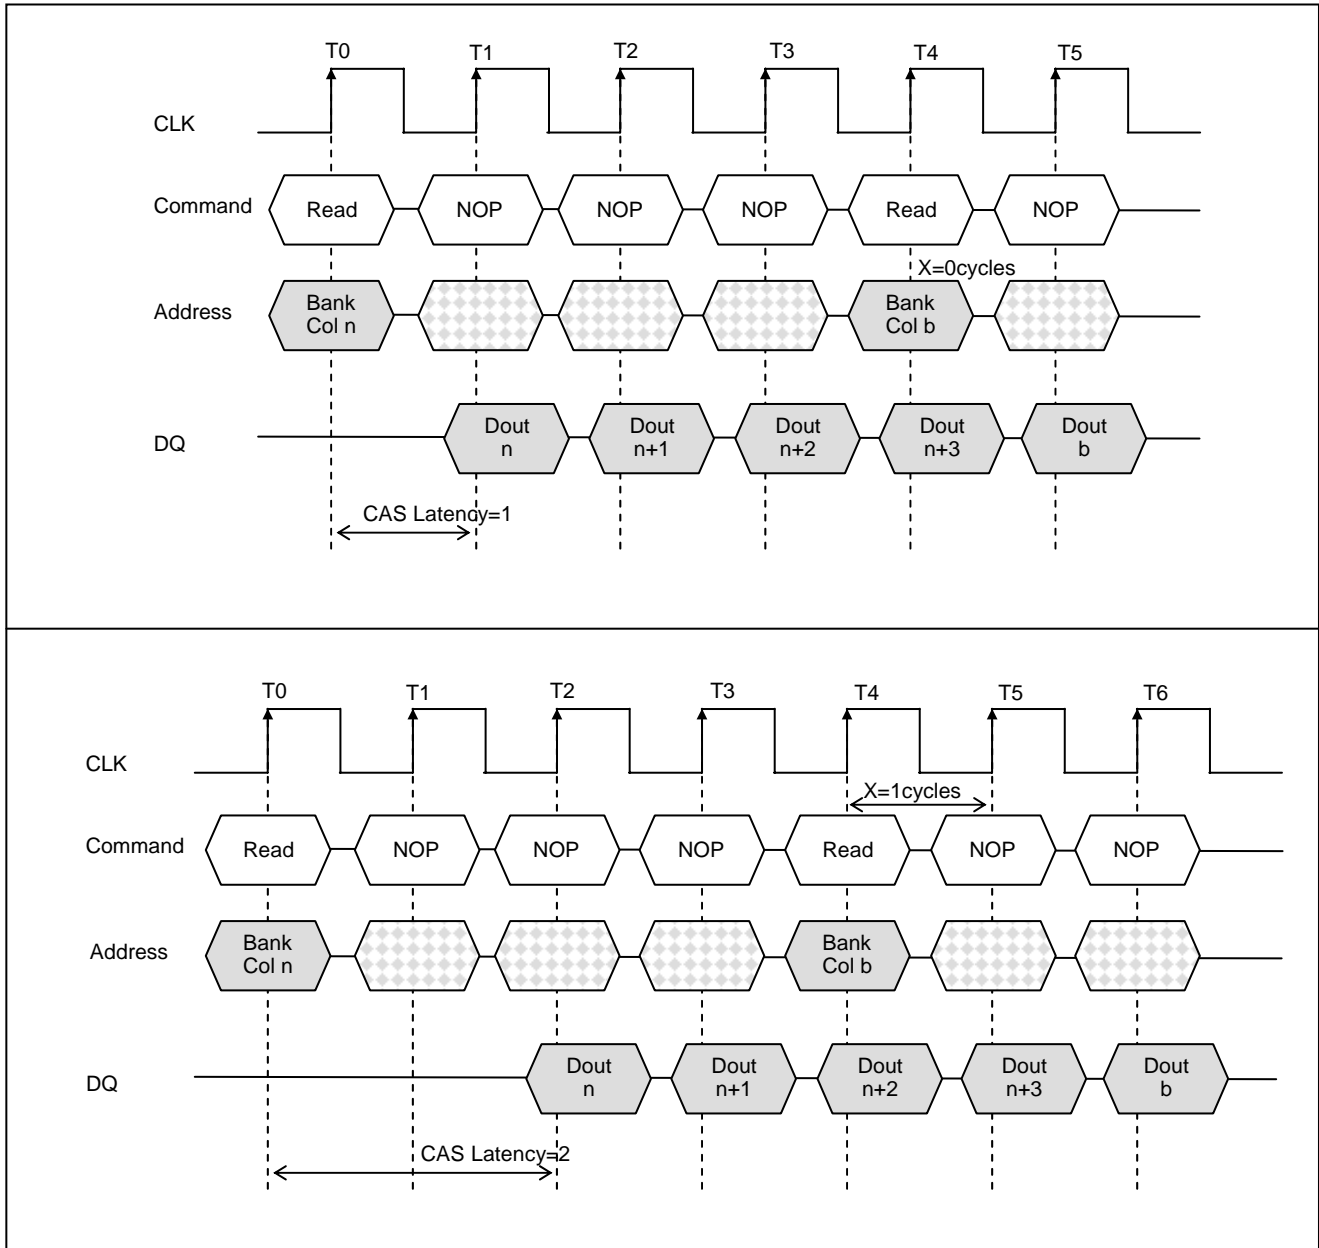 T0 T1 T2 T3 T4 T5
CLK
Command Read NOP NOP NOP Read NOP
X=0cycles
Address Bank Col n Bank Col b
DQ Dout n Dout n+1 Dout n+2 Dout n+3 Dout b
CAS Latency=1
T0 T1 T2 T3 T4 T5 T6
CLK
X=1cycles
Command Read NOP NOP NOP Read NOP NOP
Address Bank Col n Bank Col b
DQ Dout n Dout n+1 Dout n+2 Dout n+3 Dout b
CAS Latency=2